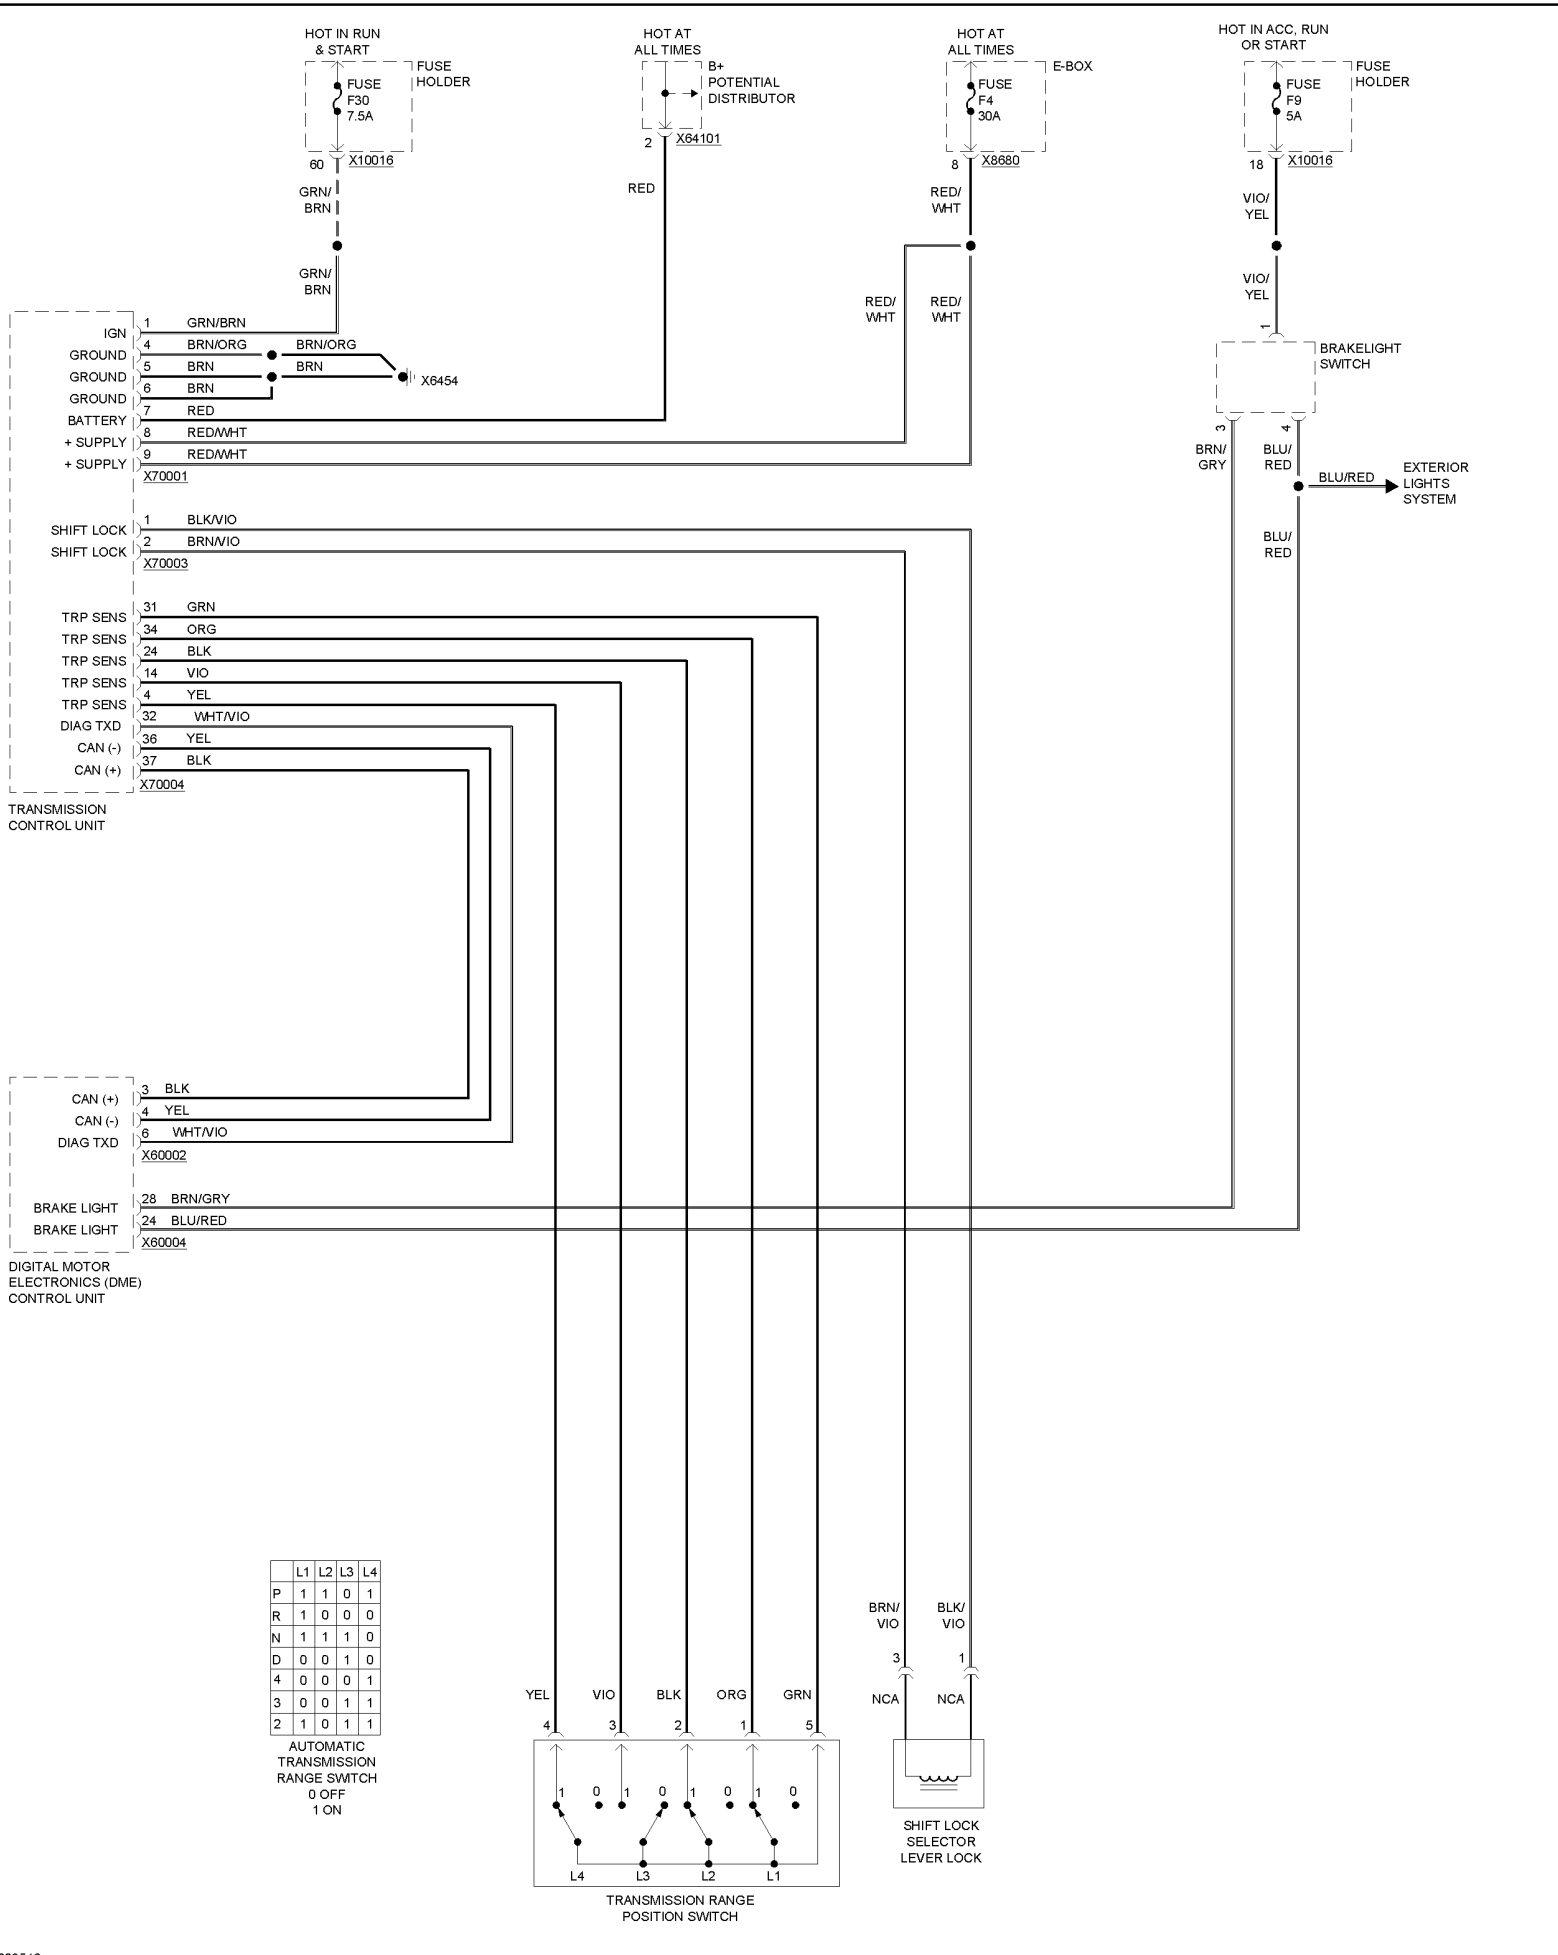 HOT IN RUN
& START
FUSE
HOLDER
FUSE
F30
7.5A
60
X10016
GRN/
BRN
GRN/
BRN
HOT AT
ALL TIMES
B+
POTENTIAL
DISTRIBUTOR
2
X64101
RED
HOT AT
ALL TIMES
E-BOX
FUSE
F4
30A
8
X8680
RED/
WHT
RED/
WHT
RED/
WHT
HOT IN ACC, RUN
OR START
FUSE
HOLDER
FUSE
F9
5A
18
X10016
VIO/
YEL
VIO/
YEL
1
BRAKELIGHT
SWITCH
3
4
BRN/
GRY
BLU/
RED
BLU/RED
EXTERIOR
LIGHTS
SYSTEM
BLU/
RED
IGN 1 GRN/BRN
GROUND 4 BRN/ORG BRN/ORG
GROUND 5 BRN BRN
X6454
GROUND 6 BRN
BATTERY 7 RED
+ SUPPLY 8 RED/WHT
+ SUPPLY 9 RED/WHT
X70001
SHIFT LOCK 1 BLK/VIO
SHIFT LOCK 2 BRN/VIO
X70003
TRP SENS 31 GRN
TRP SENS 34 ORG
TRP SENS 24 BLK
TRP SENS 14 VIO
TRP SENS 4 YEL
DIAG TXD 32 WHT/VIO
CAN (-) 36 YEL
CAN (+) 37 BLK
X70004
TRANSMISSION
CONTROL UNIT
CAN (+) 3 BLK
CAN (-) 4 YEL
DIAG TXD 6 WHT/VIO
X60002
BRAKE LIGHT 28 BRN/GRY
BRAKE LIGHT 24 BLU/RED
X60004
DIGITAL MOTOR
ELECTRONICS (DME)
CONTROL UNIT
L1 L2 L3 L4
P 1 1 0 1
R 1 0 0 0
N 1 1 1 0
D 0 0 1 0
4 0 0 0 1
3 0 0 1 1
2 1 0 1 1
AUTOMATIC
TRANSMISSION
RANGE SWITCH
0 OFF
1 ON
YEL VIO BLK ORG GRN
4 3 2 1 5
1 0 1 0 1 0 1 0
L4 L3 L2 L1
TRANSMISSION RANGE
POSITION SWITCH
BRN/
VIO
BLK/
VIO
3 1
NCA NCA
SHIFT LOCK
SELECTOR
LEVER LOCK